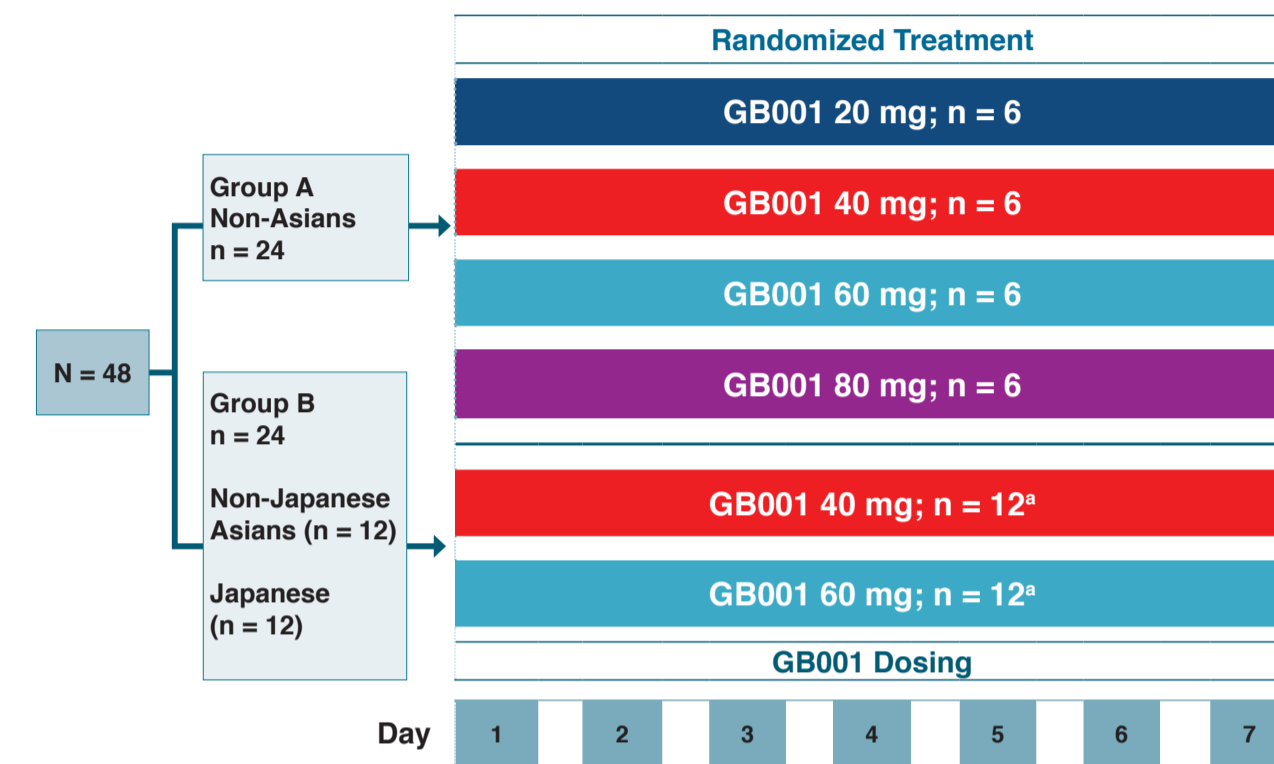 Randomized Treatment
GB001 20 mg; n = 6
Group A
Non-Asians
n = 24
GB001 40 mg; n = 6
GB001 60 mg; n = 6
N = 48
GB001 80 mg; n = 6
Group B
n = 24
Non-Japanese
Asians (n = 12)
Japanese
(n = 12)
GB001 40 mg; n = 12ᵃ
GB001 60 mg; n = 12ᵃ
GB001 Dosing
Day 1 2 3 4 5 6 7